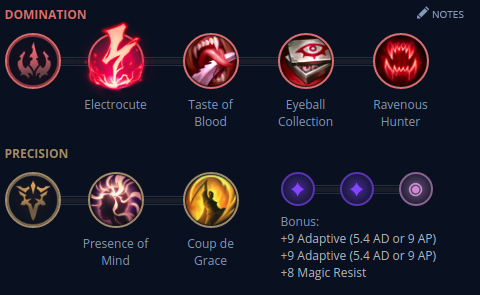 DOMINATION
NOTES
Electrocute
Taste of
Blood
Eyeball
Collection
Ravenous
Hunter
PRECISION
Presence of
Mind
Coup de
Grace
Bonus:
+9 Adaptive (5.4 AD or 9 AP)
+9 Adaptive (5.4 AD or 9 AP)
+8 Magic Resist